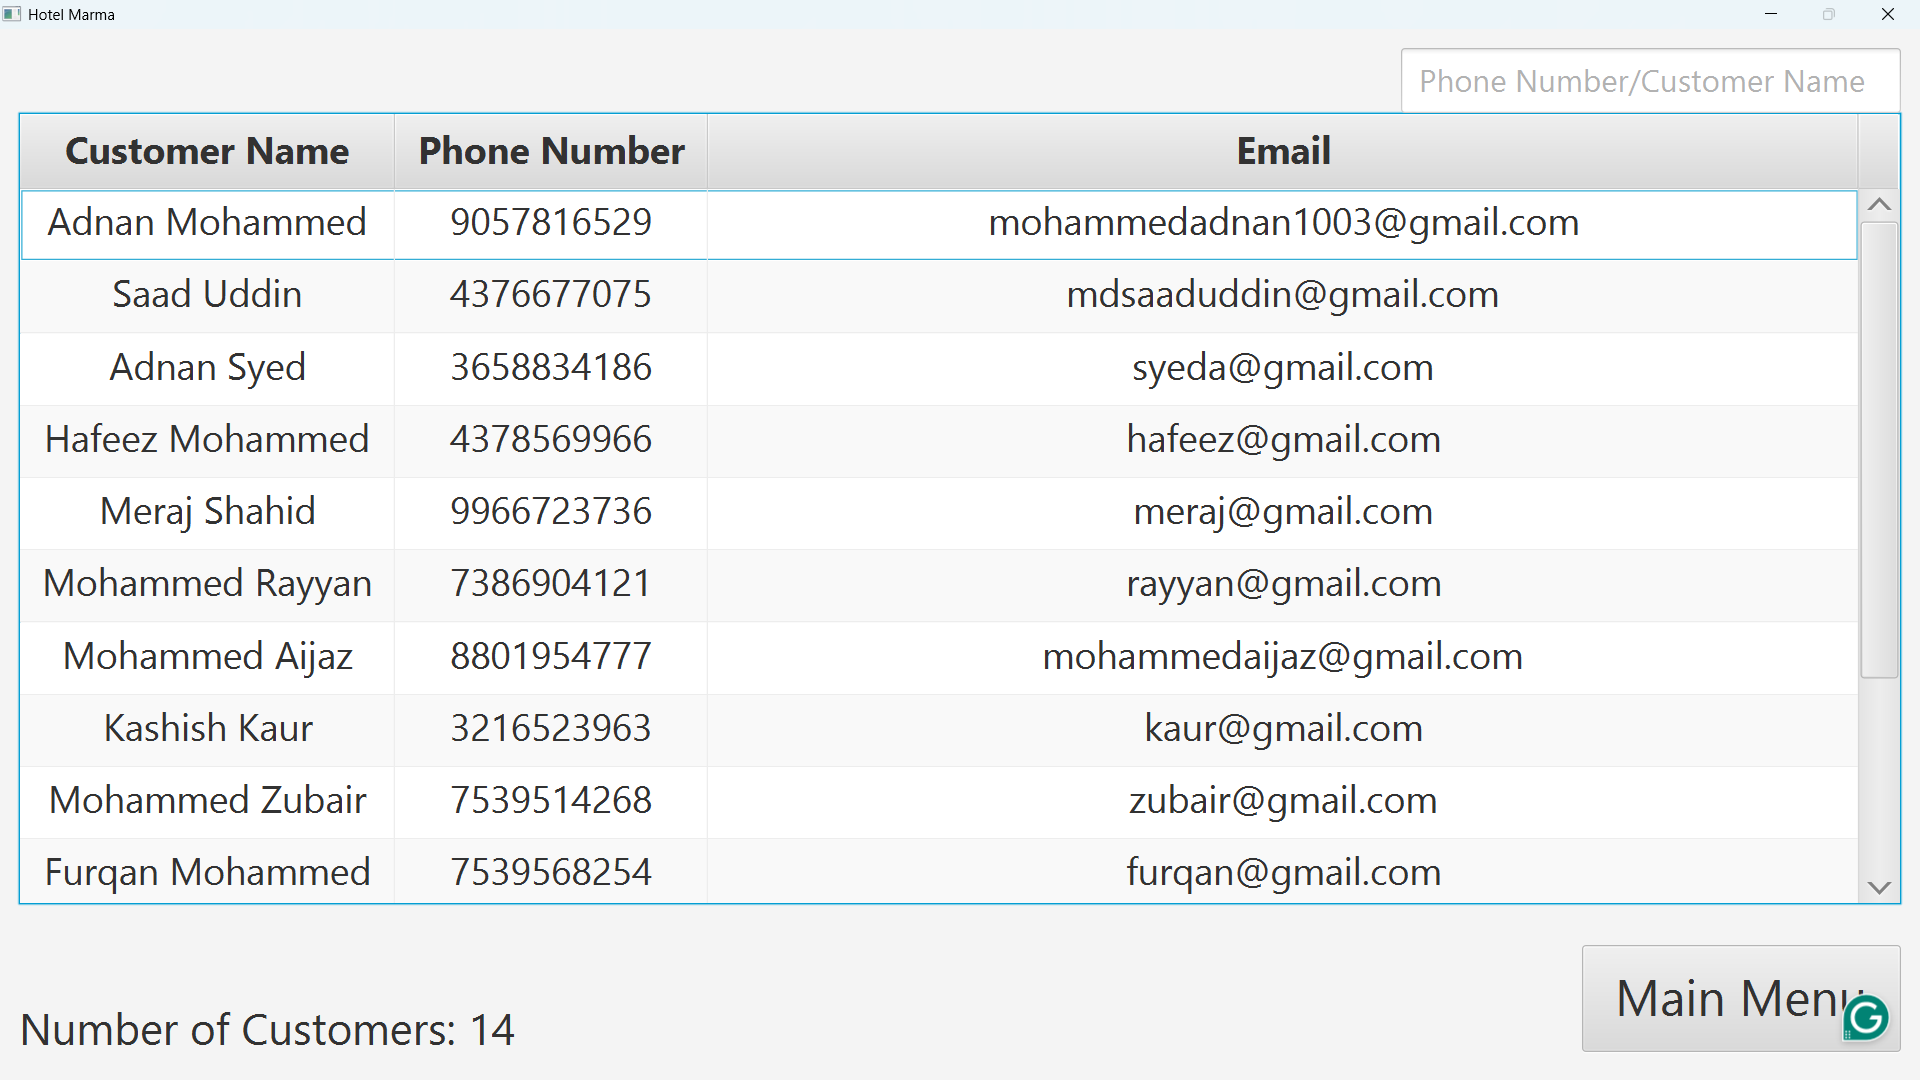 Hotel Marma
Phone Number/Customer Name
Customer Name Phone Number Email
Adnan Mohammed 9057816529 mohammedadnan1003@gmail.com
Saad Uddin 4376677075 mdsaaduddin@gmail.com
Adnan Syed 3658834186 syeda@gmail.com
Hafeez Mohammed 4378569966 hafeez@gmail.com
Meraj Shahid 9966723736 meraj@gmail.com
Mohammed Rayyan 7386904121 rayyan@gmail.com
Mohammed Aijaz 8801954777 mohammedaijaz@gmail.com
Kashish Kaur 3216523963 kaur@gmail.com
Mohammed Zubair 7539514268 zubair@gmail.com
Furqan Mohammed 7539568254 furqan@gmail.com
Main Menu
Number of Customers: 14